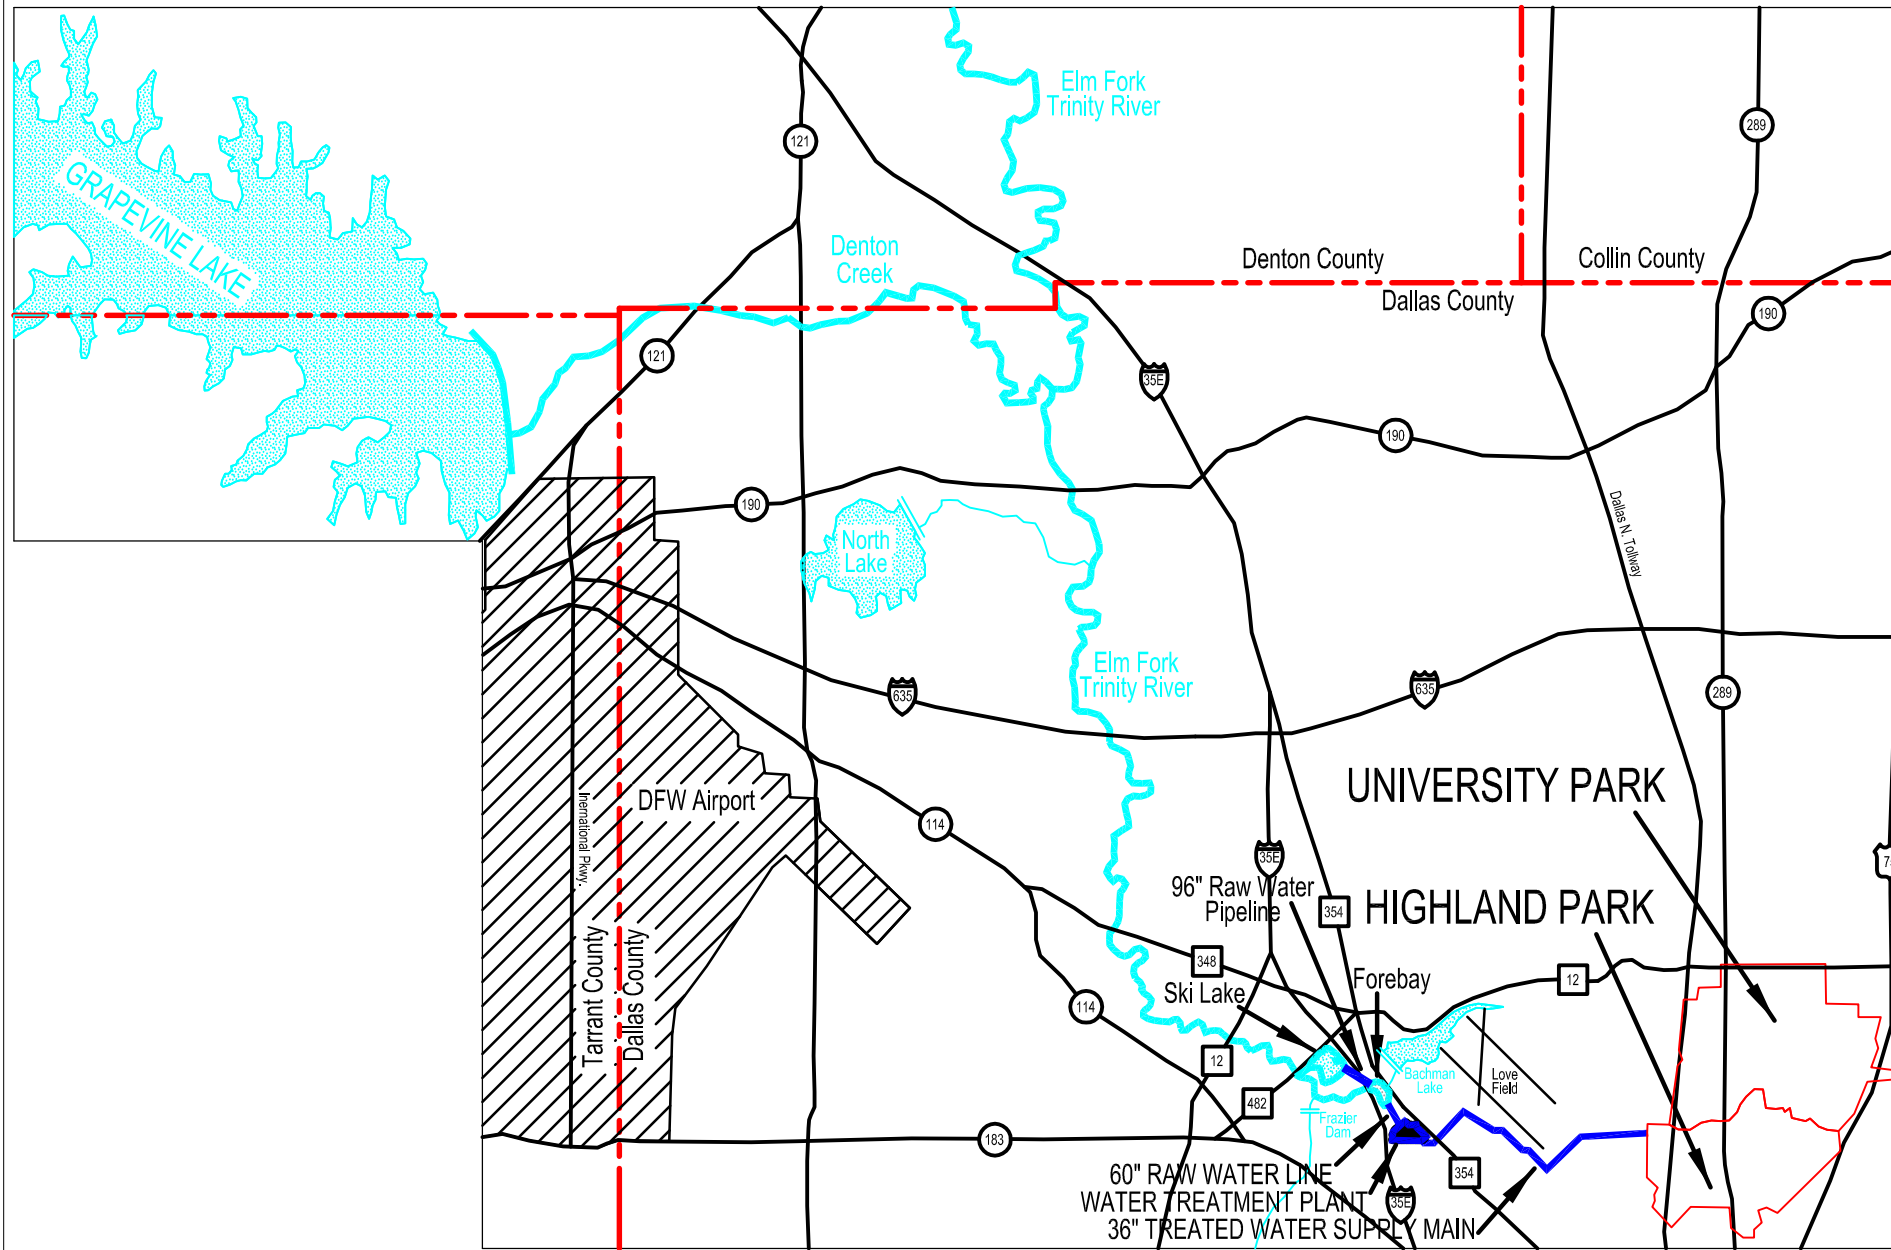 Elm Fork
Trinity River
121
289
GRAPEVINE LAKE
Denton
Creek
Denton County
Collin County
Dallas County
190
121
35E
190
190
Dallas N. Tollway
North
Lake
Elm Fork
Trinity River
635
635
289
UNIVERSITY PARK
DFW Airport
Inernational Pkwy.
114
35E
96" Raw Water
Pipeline
354
HIGHLAND PARK
Tarrant County
Dallas County
348
Forebay
12
Ski Lake
114
12
Bachman
Lake
Love
Field
482
Frazier
Dam
183
60" RAW WATER LINE
354
WATER TREATMENT PLANT
35E
36" TREATED WATER SUPPLY MAIN